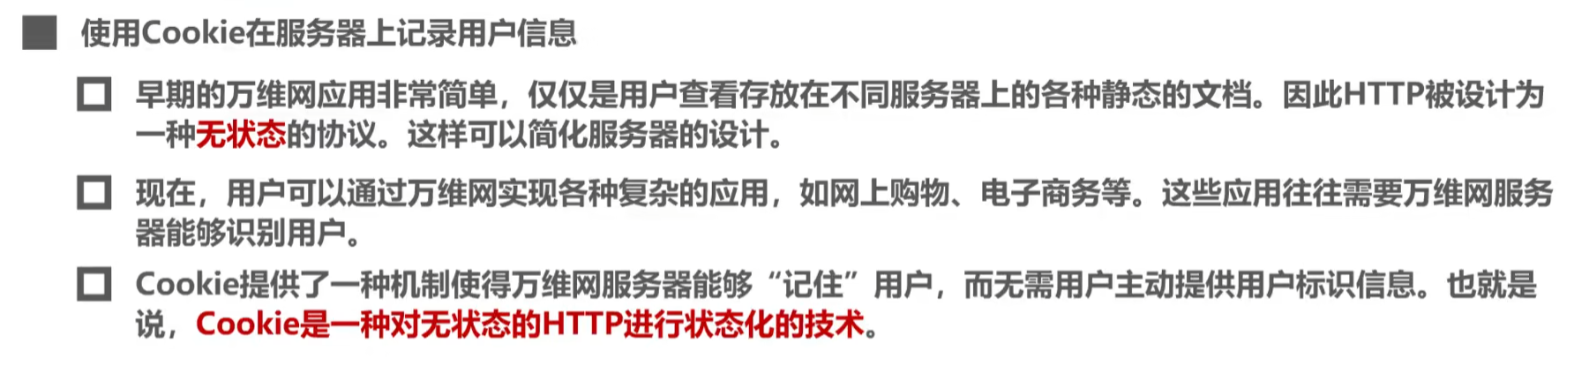 使用Cookie在服务器上记录用户信息
早期的万维网应用非常简单，仅仅是用户查看存放在不同服务器上的各种静态的文档。因此HTTP被设计为
一种无状态的协议。这样可以简化服务器的设计。
现在，用户可以通过万维网实现各种复杂的应用，如网上购物、电子商务等。这些应用往往需要万维网服务
器能够识别用户。
Cookie提供了一种机制使得万维网服务器能够“记住”用户，而无需用户主动提供用户标识信息。也就是
说，Cookie是一种对无状态的HTTP进行状态化的技术。